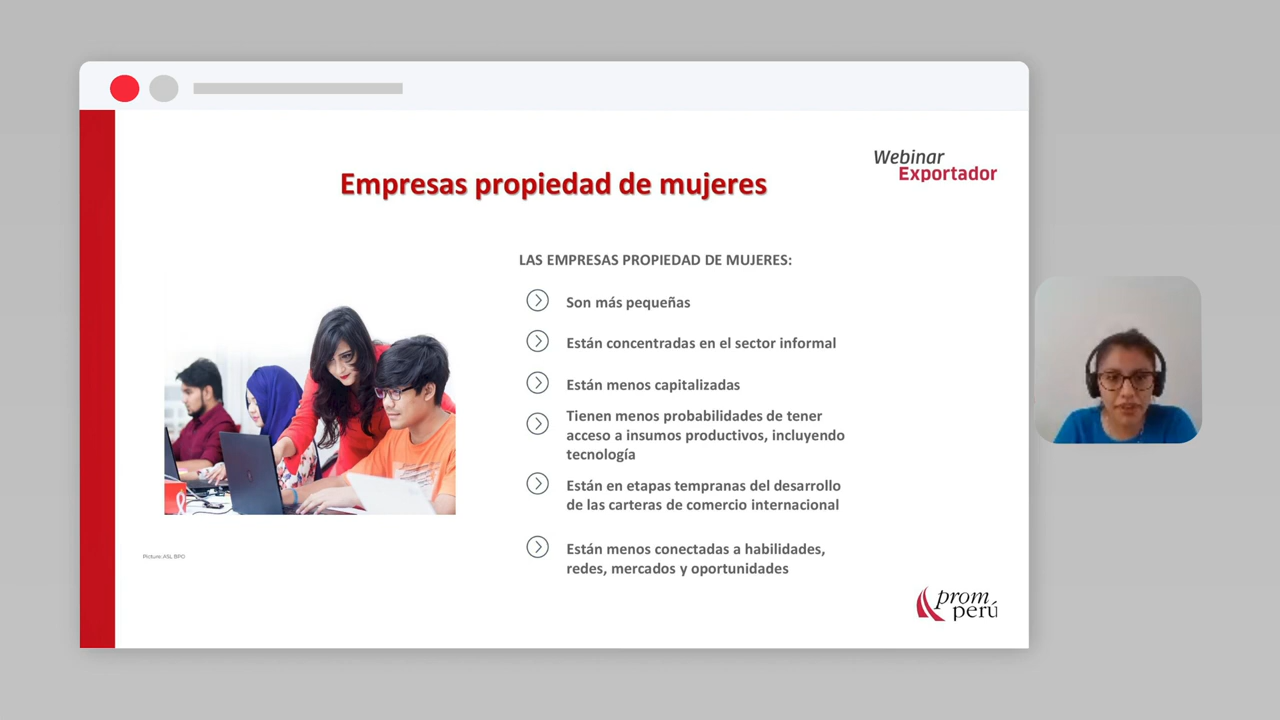 Webinar
Exportador
Empresas propiedad de mujeres
LAS EMPRESAS PROPIEDAD DE MUJERES:
Son más pequeñas
Están concentradas en el sector informal
Están menos capitalizadas
Tienen menos probabilidades de tener
acceso a insumos productivos, incluyendo
tecnología
Están en etapas tempranas del desarrollo
de las carteras de comercio internacional
Están menos conectadas a habilidades,
redes, mercados y oportunidades
Picture: ASL BPO
prom
perú